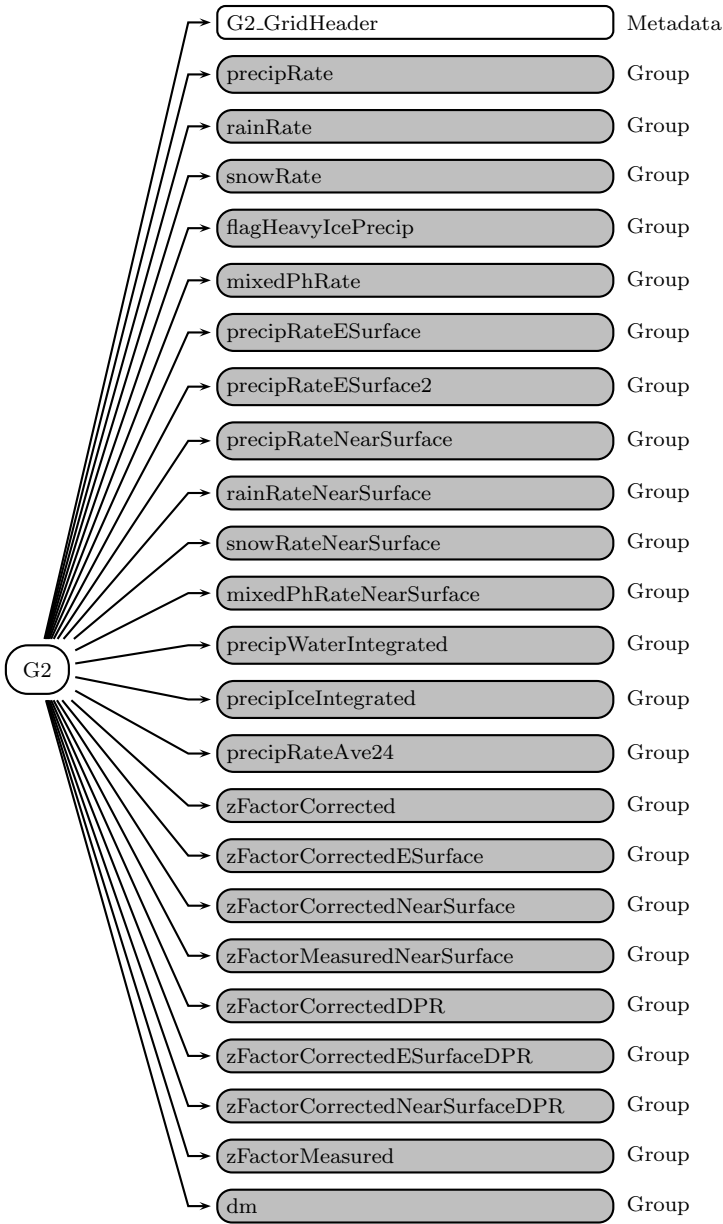 G2_GridHeader Metadata
precipRate Group
rainRate Group
snowRate Group
flagHeavyIcePrecip Group
mixedPhRate Group
precipRateESurface Group
precipRateESurface2 Group
precipRateNearSurface Group
rainRateNearSurface Group
snowRateNearSurface Group
mixedPhRateNearSurface Group
precipWaterIntegrated Group
G2
precipIceIntegrated Group
precipRateAve24 Group
zFactorCorrected Group
zFactorCorrectedESurface Group
zFactorCorrectedNearSurface Group
zFactorMeasuredNearSurface Group
zFactorCorrectedDPR Group
zFactorCorrectedESurfaceDPR Group
zFactorCorrectedNearSurfaceDPR Group
zFactorMeasured Group
dm Group